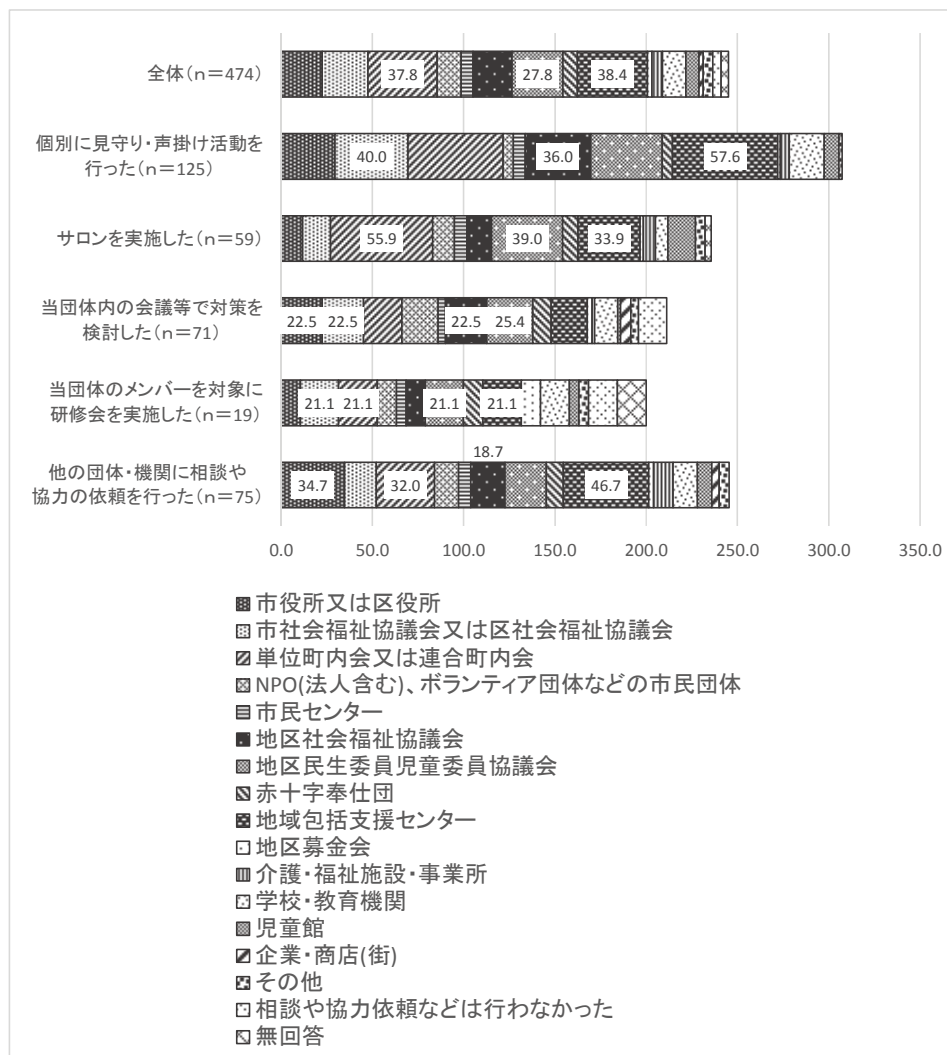 全体(n=474)
37.8 27.8 38.4
個別に見守り・声掛け活動を
行った(n=125)
40.0 36.0 57.6
サロンを実施した(n=59)
55.9 39.0 33.9
当団体内の会議等で対策を
検討した(n=71)
22.5 22.5 22.5 25.4
当団体のメンバーを対象に
研修会を実施した(n=19)
21.1 21.1 21.1 21.1
18.7
他の団体・機関に相談や
協力の依頼を行った(n=75)
34.7 32.0 46.7
0.0 50.0 100.0 150.0 200.0 250.0 300.0 350.0
市役所又は区役所
市社会福祉協議会又は区社会福祉協議会
単位町内会又は連合町内会
NPO(法人含む)、ボランティア団体などの市民団体
市民センター
地区社会福祉協議会
地区民生委員児童委員協議会
赤十字奉仕団
地域包括支援センター
地区募金会
介護・福祉施設・事業所
学校・教育機関
児童館
企業・商店(街)
その他
相談や協力依頼などは行わなかった
無回答